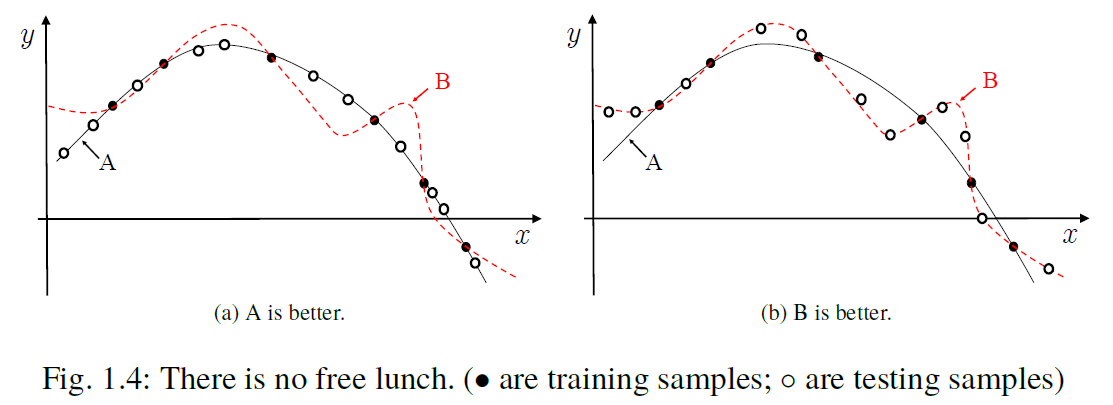 y
B
A
x
(a) A is better.
y
B
A
x
(b) B is better.
Fig. 1.4: There is no free lunch. (● are training samples; ○ are testing samples)